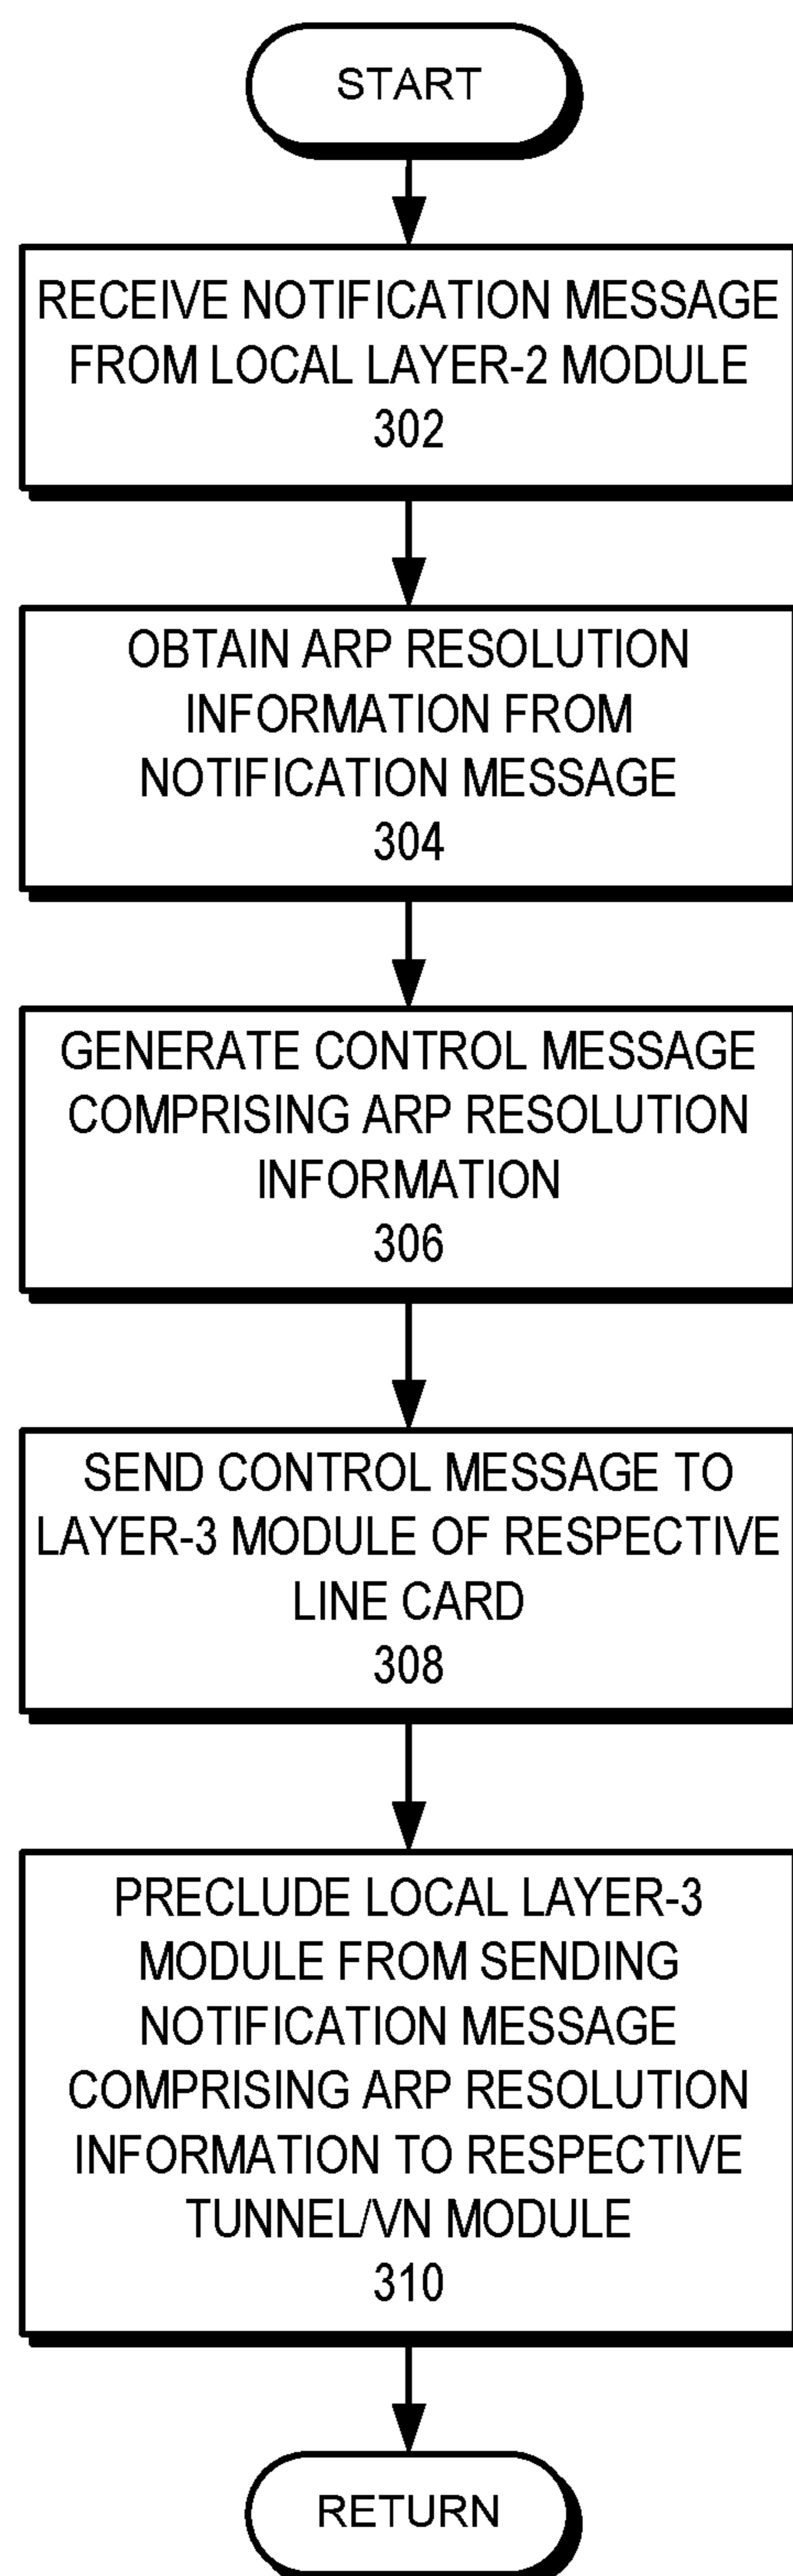 START
RECEIVE NOTIFICATION MESSAGE
FROM LOCAL LAYER-2 MODULE
302
OBTAIN ARP RESOLUTION
INFORMATION FROM
NOTIFICATION MESSAGE
304
GENERATE CONTROL MESSAGE
COMPRISING ARP RESOLUTION
INFORMATION
306
SEND CONTROL MESSAGE TO
LAYER-3 MODULE OF RESPECTIVE
LINE CARD
308
PRECLUDE LOCAL LAYER-3
MODULE FROM SENDING
NOTIFICATION MESSAGE
COMPRISING ARP RESOLUTION
INFORMATION TO RESPECTIVE
TUNNEL/VN MODULE
310
RETURN